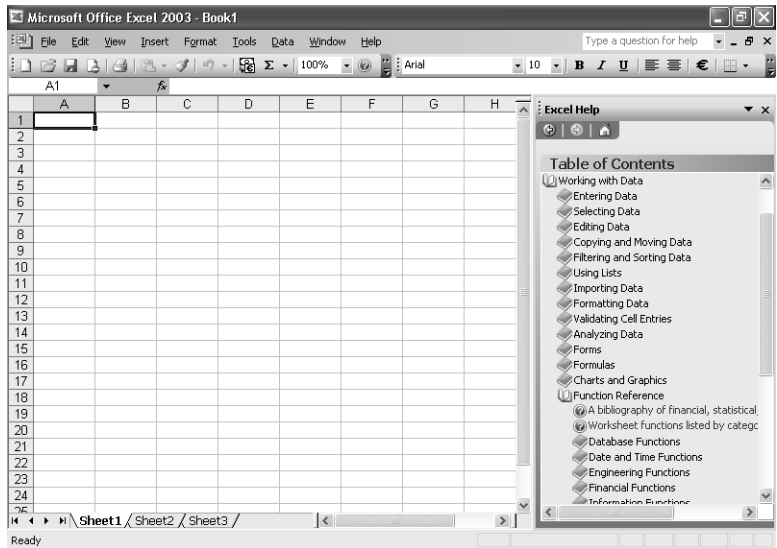 Microsoft Office Excel 2003 - Book1
File Edit View Insert Format Tools Data Window Help Type a question for help
Σ 100% Arial 10 B I U €
A1 fx
A B C D E F G H
1
2
3
4
5
6
7
8
9
10
11
12
13
14
15
16
17
18
19
20
21
22
23
24
25
Excel Help
Table of Contents
Working with Data
Entering Data
Selecting Data
Editing Data
Copying and Moving Data
Filtering and Sorting Data
Using Lists
Importing Data
Formatting Data
Validating Cell Entries
Analyzing Data
Forms
Formulas
Charts and Graphics
Function Reference
A bibliography of financial, statistical,
Worksheet functions listed by catego
Database Functions
Date and Time Functions
Engineering Functions
Financial Functions
Information Functions
Sheet1 / Sheet2 / Sheet3 /
Ready